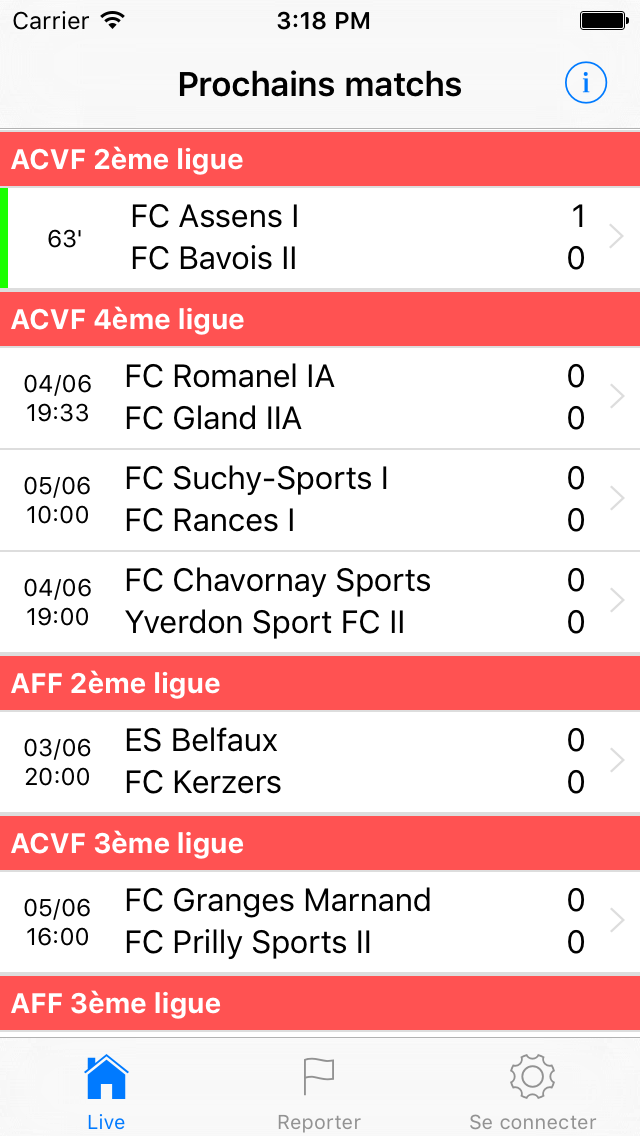 Carrier 3:18 PM
Prochains matchs i
ACVF 2ème ligue
63' FC Assens I 1
FC Bavois II 0
ACVF 4ème ligue
04/06 FC Romanel IA 0
19:33 FC Gland IIA 0
05/06 FC Suchy-Sports I 0
10:00 FC Rances I 0
04/06 FC Chavornay Sports 0
19:00 Yverdon Sport FC II 0
AFF 2ème ligue
03/06 ES Belfaux 0
20:00 FC Kerzers 0
ACVF 3ème ligue
05/06 FC Granges Marnand 0
16:00 FC Prilly Sports II 0
AFF 3ème ligue
Live Reporter Se connecter